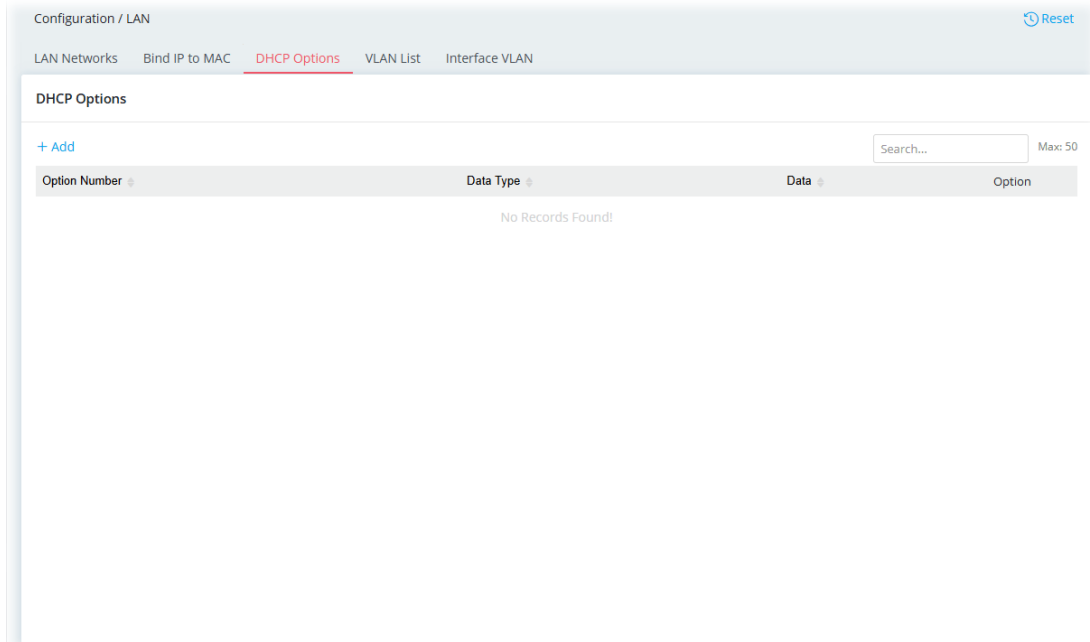 Configuration / LAN
Reset
LAN Networks Bind IP to MAC DHCP Options VLAN List Interface VLAN
DHCP Options
+ Add
Search...
Max: 50
Option Number Data Type Data Option
No Records Found!